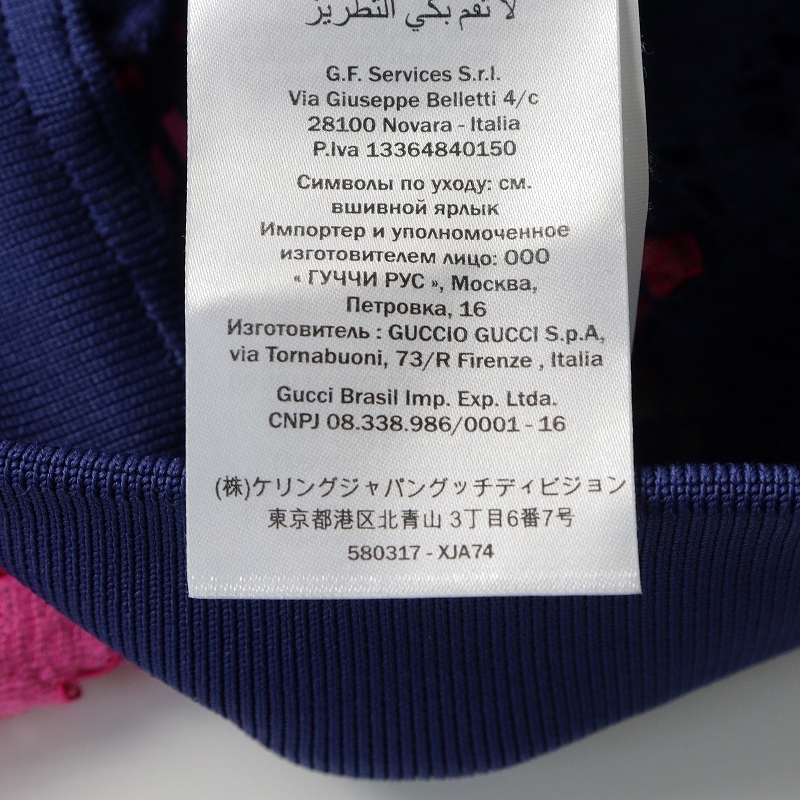 لا تقم بكي التطريز
G.F. Services S.r.l.
Via Giuseppe Belletti 4/c
28100 Novara - Italia
P.Iva 13364840150
Символы по уходу: см.
вшивной ярлык
Импортер и уполномоченное
изготовителем лицо: ООО
« ГУЧЧИ РУС », Москва,
Петровка, 16
Изготовитель : GUCCIO GUCCI S.p.A,
via Tornabuoni, 73/R Firenze , Italia
Gucci Brasil Imp. Exp. Ltda.
CNPJ 08.338.986/0001 - 16
(株)ケリングジャパングッチディビジョン
東京都港区北青山 3丁目6番7号
580317 - XJA74